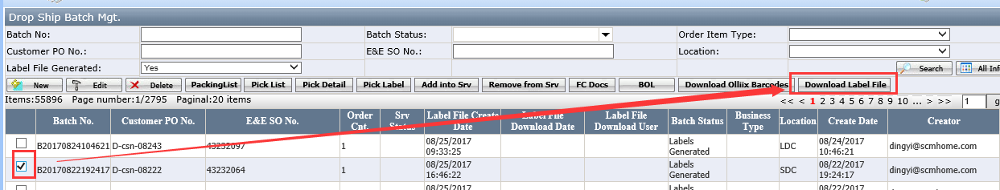 Drop Ship Batch Mgt.
Batch No: Batch Status: Order Item Type:
Customer PO No.: E&E SO No.: Location:
Label File Generated: Yes Search All Inf
New Edit Delete PackingList Pick List Pick Detail Pick Label Add into Srv Remove from Srv FC Docs BOL Download Olliix Barcodes Download Label File
Items:55896 Page number:1/2795 Paginal:20 items << < 1 2 3 4 5 6 7 8 9 10 ... > >> ... 1 g
Batch No. Customer PO No. E&E SO No. Order Cnt. Srv Status Label File Create Date Label File Download Date Label File Download User Batch Status Business Type Location Create Date Creator
B20170824104621 D-csn-08243 43232097 1 08/25/2017 09:33:25 Labels Generated LDC 08/24/2017 10:46:21 dingyi@scmhome.com
B20170822192417 D-csn-08222 43232064 1 08/25/2017 16:46:22 Labels Generated SDC 08/22/2017 19:24:17 dingyi@scmhome.com
08/25/2017 Labels 08/22/2017